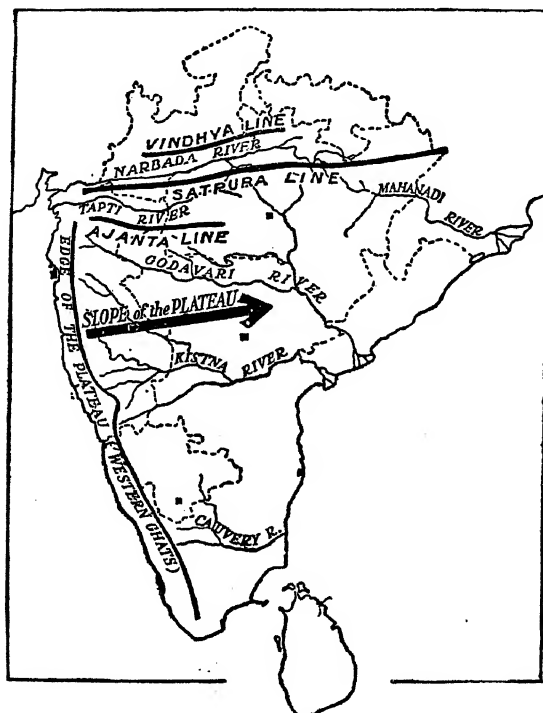 VINDHYA LINE
NARBADA RIVER
SATPURA LINE
MAHANADI
RIVER
TAPTI RIVER
AJANTA LINE
GODAVARI RIVER
EDGE OF THE PLATEAU (WESTERN GHATS)
SLOPE of the PLATEAU
KISTNA RIVER
CAUVERY R.